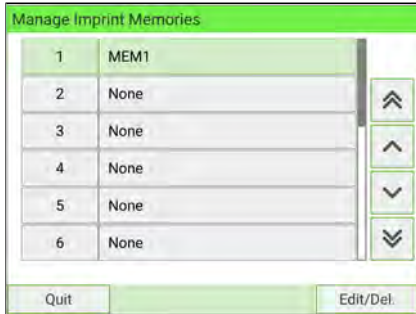 Manage Imprint Memories
1 MEM1
2 None
3 None
4 None
5 None
6 None
Quit Edit/Del.